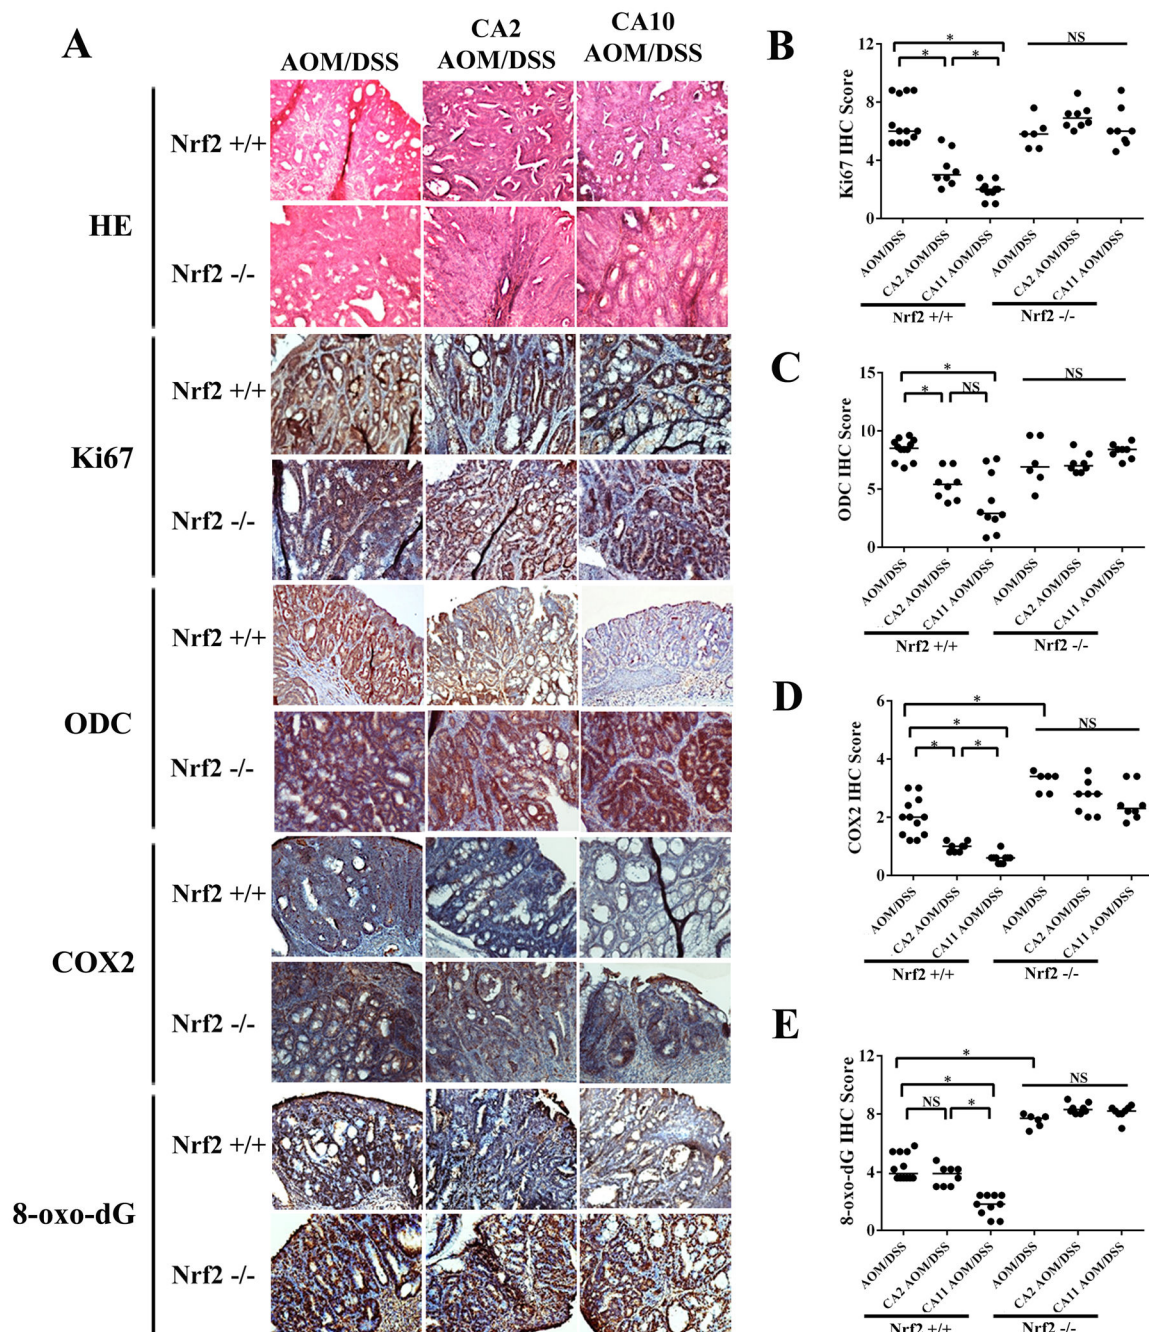 A
AOM/DSS
CA2
AOM/DSS
CA10
AOM/DSS
HE
Nrf2 +/+
Nrf2 -/-
Ki67
Nrf2 +/+
Nrf2 -/-
ODC
Nrf2 +/+
Nrf2 -/-
COX2
Nrf2 +/+
Nrf2 -/-
8-oxo-dG
Nrf2 +/+
Nrf2 -/-
B
Ki67 IHC Score
12
8
4
0
*
*
*
NS
AOM/DSS
CA2 AOM/DSS
CA11 AOM/DSS
AOM/DSS
CA2 AOM/DSS
CA11 AOM/DSS
Nrf2 +/+
Nrf2 -/-
C
ODC IHC Score
15
10
5
0
*
*
NS
NS
AOM/DSS
CA2 AOM/DSS
CA11 AOM/DSS
AOM/DSS
CA2 AOM/DSS
CA11 AOM/DSS
Nrf2 +/+
Nrf2 -/-
D
COX2 IHC Score
6
4
2
0
*
*
*
*
NS
AOM/DSS
CA2 AOM/DSS
CA11 AOM/DSS
AOM/DSS
CA2 AOM/DSS
CA11 AOM/DSS
Nrf2 +/+
Nrf2 -/-
E
8-oxo-dG IHC Score
12
8
4
0
*
*
NS
*
NS
AOM/DSS
CA2 AOM/DSS
CA11 AOM/DSS
AOM/DSS
CA2 AOM/DSS
CA11 AOM/DSS
Nrf2 +/+
Nrf2 -/-